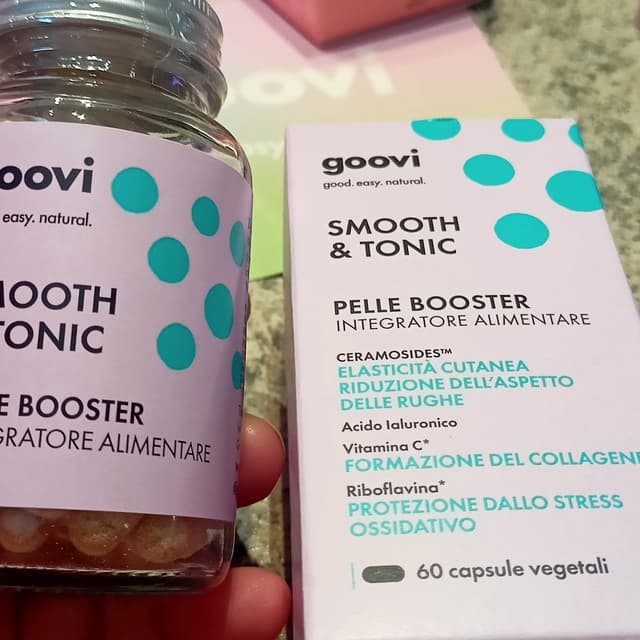 oovi
easy. natural.
OOTH
TONIC
E BOOSTER
GRATORE ALIMENTARE
goovi
goovi
good. easy. natural.
SMOOTH
& TONIC
PELLE BOOSTER
INTEGRATORE ALIMENTARE
CERAMOSIDES™
ELASTICITÀ CUTANEA
RIDUZIONE DELL'ASPETTO
DELLE RUGHE
Acido Ialuronico
Vitamina C*
FORMAZIONE DEL COLLAGENE
Riboflavina*
PROTEZIONE DALLO STRESS
OSSIDATIVO
60 capsule vegetali